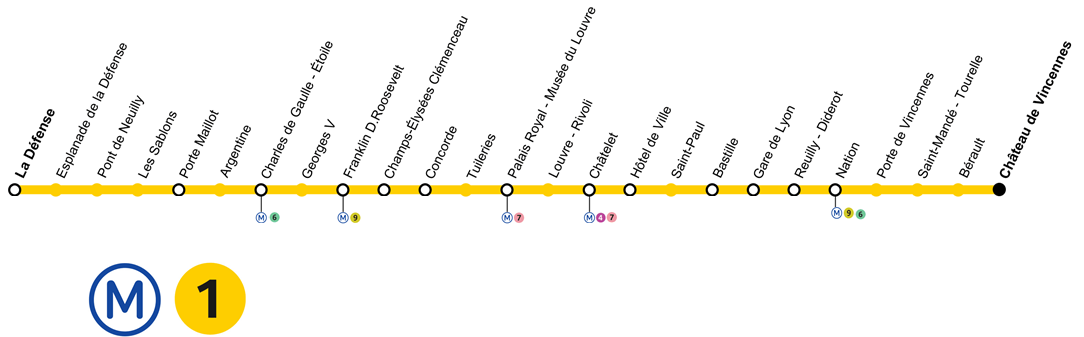 La Défense
Esplanade de la Défense
Pont de Neuilly
Les Sablons
Porte Maillot
Argentine
Charles de Gaulle - Étoile
Georges V
Franklin D.Roosevelt
Champs-Élysées Clémenceau
Concorde
Tuileries
Palais Royal - Musée du Louvre
Louvre - Rivoli
Châtelet
Hôtel de Ville
Saint-Paul
Bastille
Gare de Lyon
Reuilly - Diderot
Nation
Porte de Vincennes
Saint-Mandé - Tourelle
Bérault
Château de Vincennes
M 6
M 9
M 7
M 4 7
M 9 6
M 1